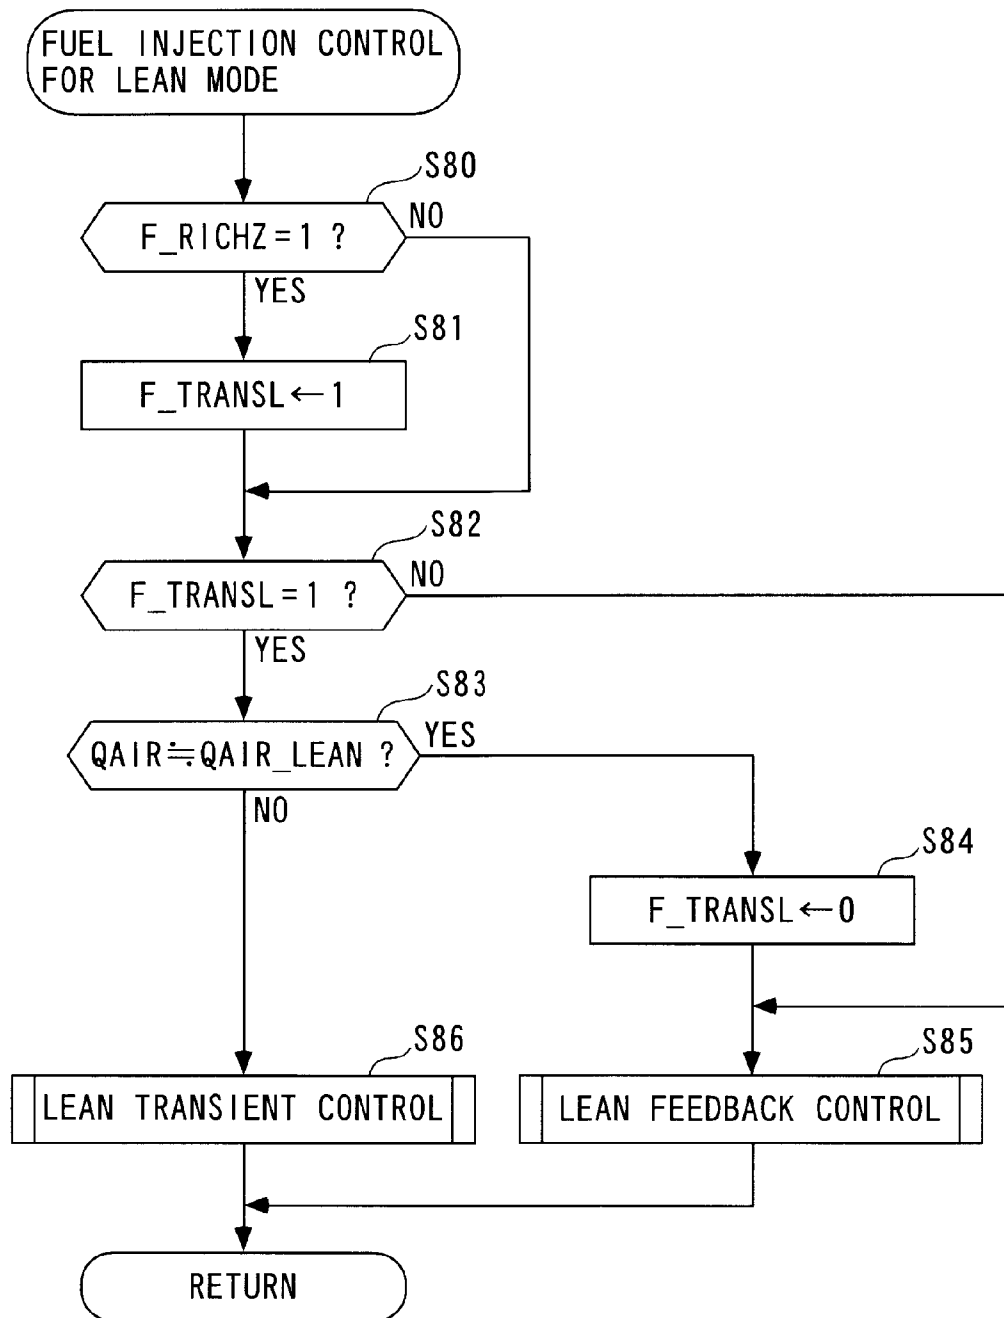 FUEL INJECTION CONTROL
FOR LEAN MODE
S80
F_RICHZ=1 ?
NO
YES
S81
F_TRANSL←1
S82
F_TRANSL=1 ?
NO
YES
S83
QAIR≒QAIR_LEAN ?
YES
NO
S84
F_TRANSL←0
S86
LEAN TRANSIENT CONTROL
S85
LEAN FEEDBACK CONTROL
RETURN